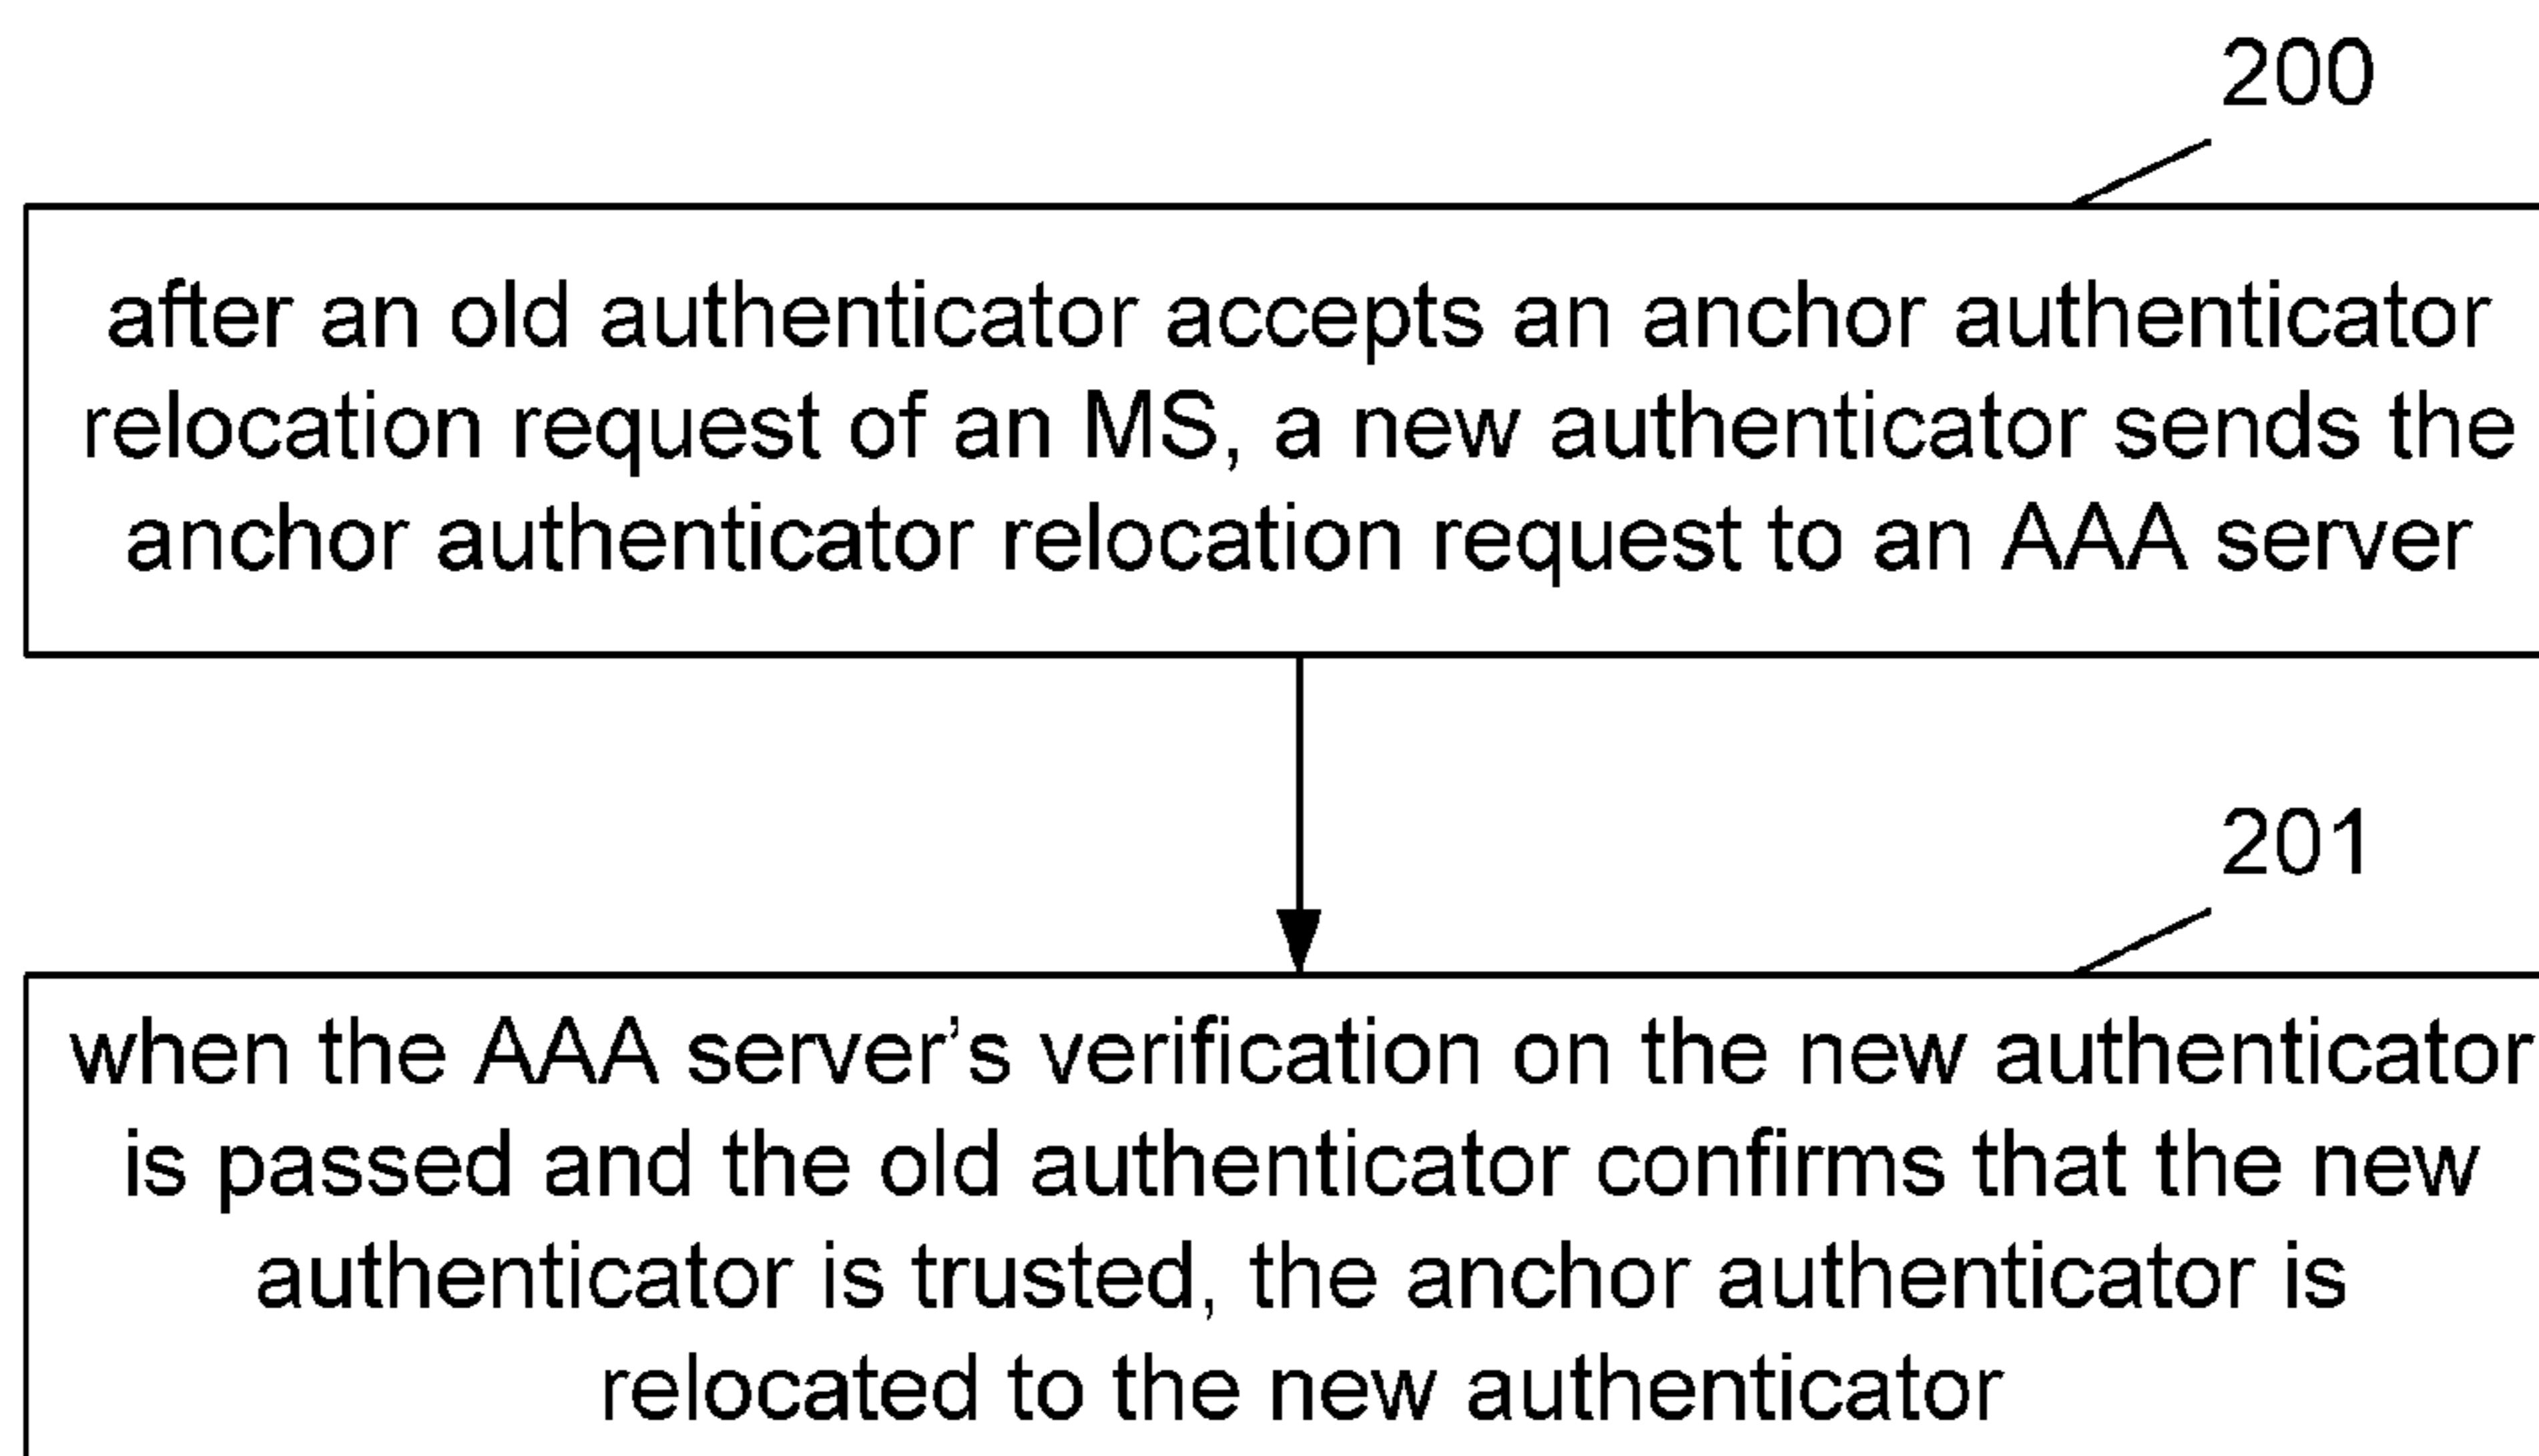 200
after an old authenticator accepts an anchor authenticator
relocation request of an MS, a new authenticator sends the
anchor authenticator relocation request to an AAA server
201
when the AAA server’s verification on the new authenticator
is passed and the old authenticator confirms that the new
authenticator is trusted, the anchor authenticator is
relocated to the new authenticator